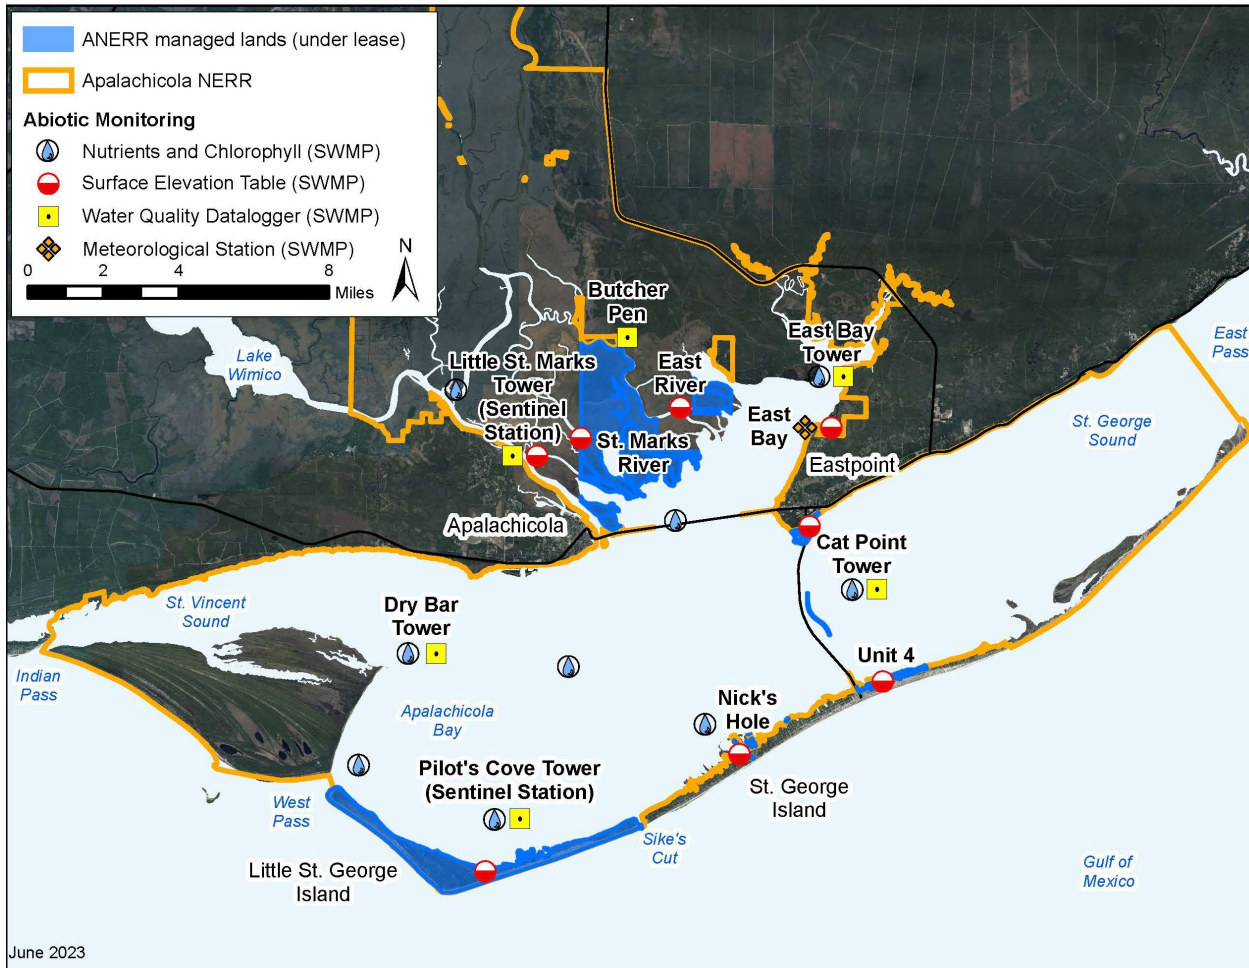 ANERR managed lands (under lease)
Apalachicola NERR
Abiotic Monitoring
Nutrients and Chlorophyll (SWMP)
Surface Elevation Table (SWMP)
Water Quality Datalogger (SWMP)
Meteorological Station (SWMP)
N
0 2 4 8
Miles
Butcher
Pen
East Bay
Tower
East
Pass
Lake
Wimico
Little St. Marks
Tower
(Sentinel
Station)
East
River
East
Bay
St. George
Sound
St. Marks
River
Eastpoint
Apalachicola
Cat Point
Tower
St. Vincent
Sound
Dry Bar
Tower
Indian
Pass
Unit 4
Apalachicola
Bay
Nick's
Hole
Pilot's Cove Tower
(Sentinel Station)
St. George
Island
West
Pass
Sike's
Cut
Little St. George
Island
Gulf of
Mexico
June 2023